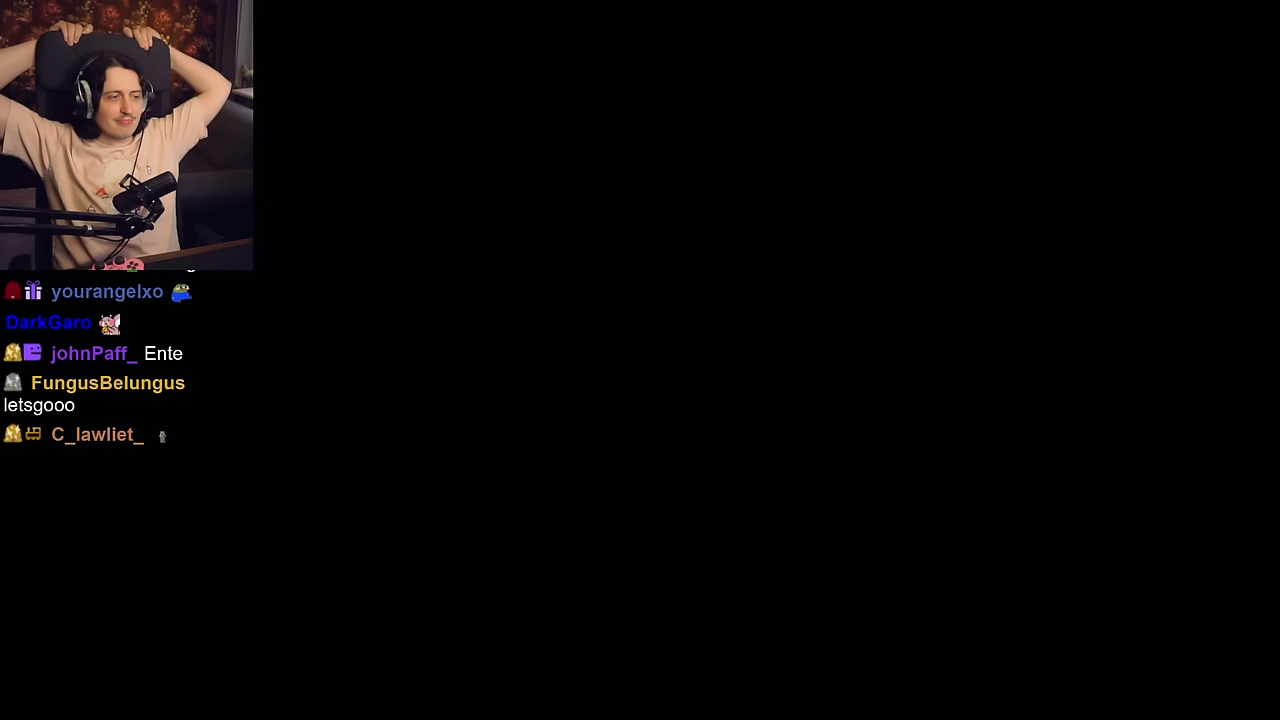 yourangelxo
DarkGaro
johnPaff_ Ente
FungusBelungus
letsgooo
C_lawliet_